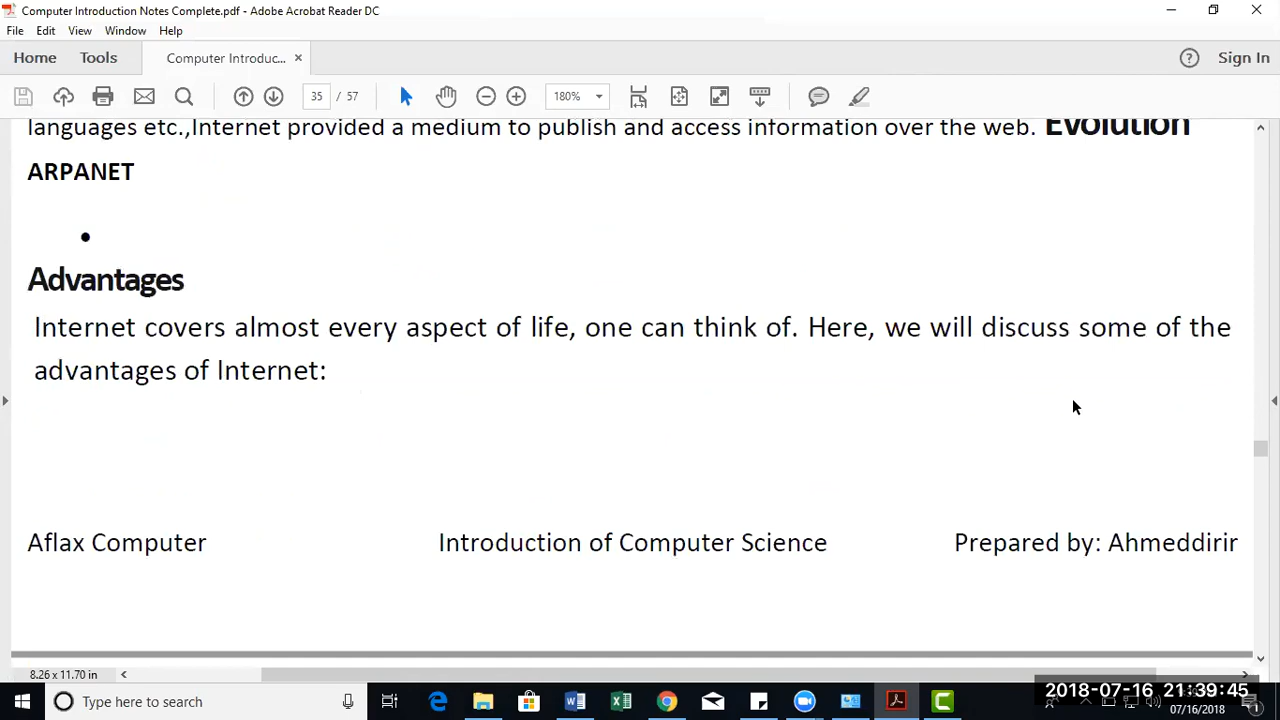 Computer Introduction Notes Complete.pdf - Adobe Acrobat Reader DC
File Edit View Window Help
Home Tools Computer Introduc... × Sign In
35 / 57 180%
languages etc.,Internet provided a medium to publish and access information over the web. Evolution
ARPANET
•
Advantages
Internet covers almost every aspect of life, one can think of. Here, we will discuss some of the
advantages of Internet:
Aflax Computer Introduction of Computer Science Prepared by: Ahmeddirir
8.26 x 11.70 in
Type here to search
2018-07-16 21:39:45
07/16/2018